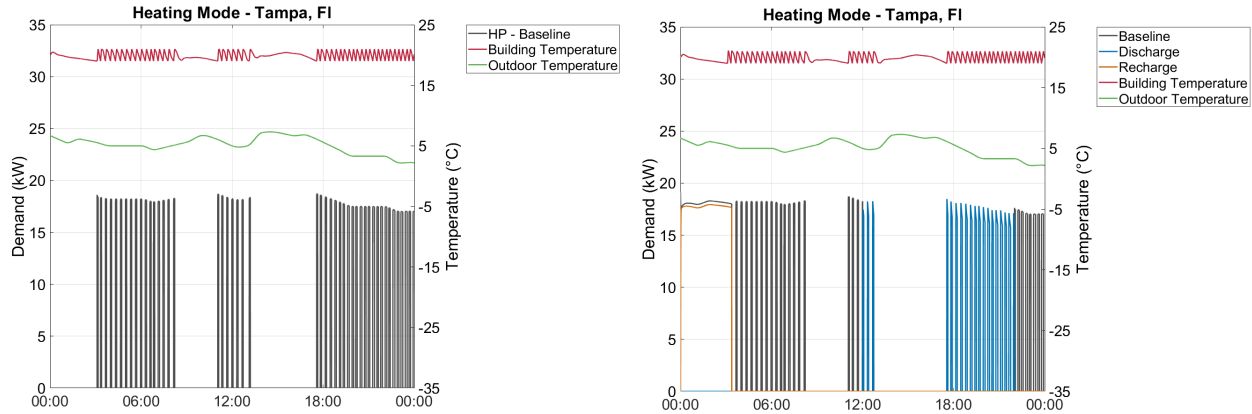 Heating Mode - Tampa, Fl
35
30
25
20
15
10
5
0
Demand (kW)
00:00
06:00
12:00
18:00
00:00
25
15
5
-5
-15
-25
-35
Temperature (°C)
HP - Baseline
Building Temperature
Outdoor Temperature
Heating Mode - Tampa, Fl
35
30
25
20
15
10
5
0
Demand (kW)
00:00
06:00
12:00
18:00
00:00
25
15
5
-5
-15
-25
-35
Temperature (°C)
Baseline
Discharge
Recharge
Building Temperature
Outdoor Temperature